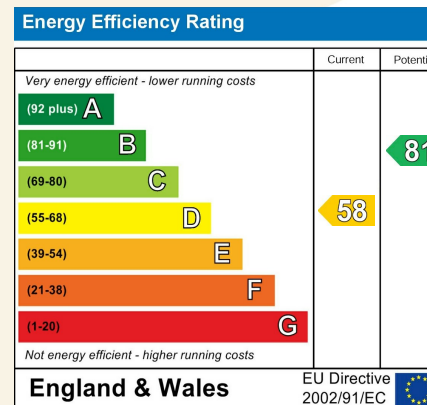 Energy Efficiency Rating
Current
Very energy efficient - lower running costs
(92 plus) A
(81-91) B
81
(69-80) C
(55-68) D
58
(39-54) E
(21-38) F
(1-20) G
Not energy efficient - higher running costs
England & Wales
EU Directive
2002/91/EC